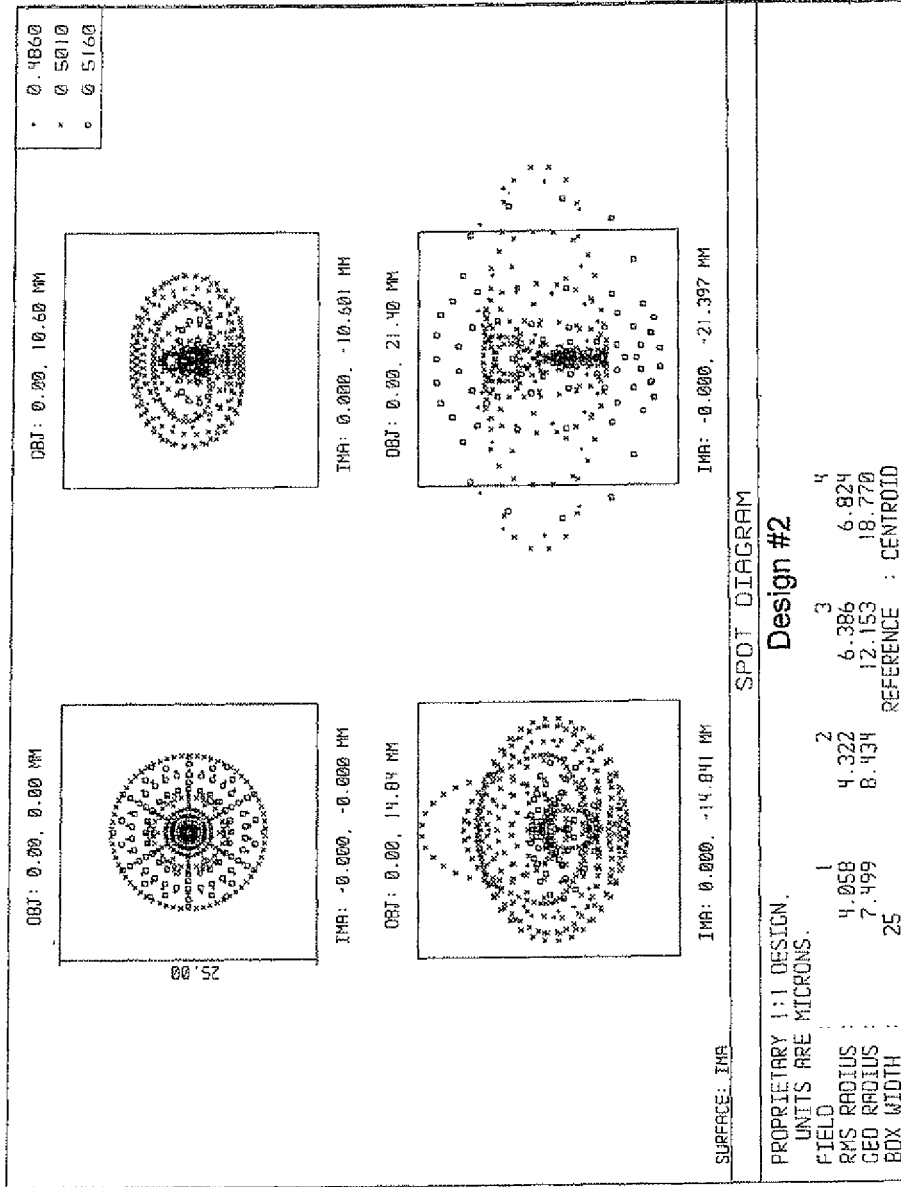 + 0.4860
× 0.5010
□ 0.5160
OBJ: 0.00, 0.00 MM
OBJ: 0.00, 10.60 MM
25.00
IMA: -0.000, -0.000 MM
IMA: 0.000, -10.601 MM
OBJ: 0.00, 14.84 MM
OBJ: 0.00, 21.40 MM
IMA: 0.000, -14.841 MM
IMA: -0.000, -21.397 MM
SURFACE: IMA
SPOT DIAGRAM
Design #2
PROPRIETARY 1:1 DESIGN.
UNITS ARE MICRONS.
FIELD : 1 2 3 4
RMS RADIUS : 4.058 4.322 6.386 6.824
GEO RADIUS : 7.499 8.434 12.153 18.770
BOX WIDTH : 25 REFERENCE : CENTROID